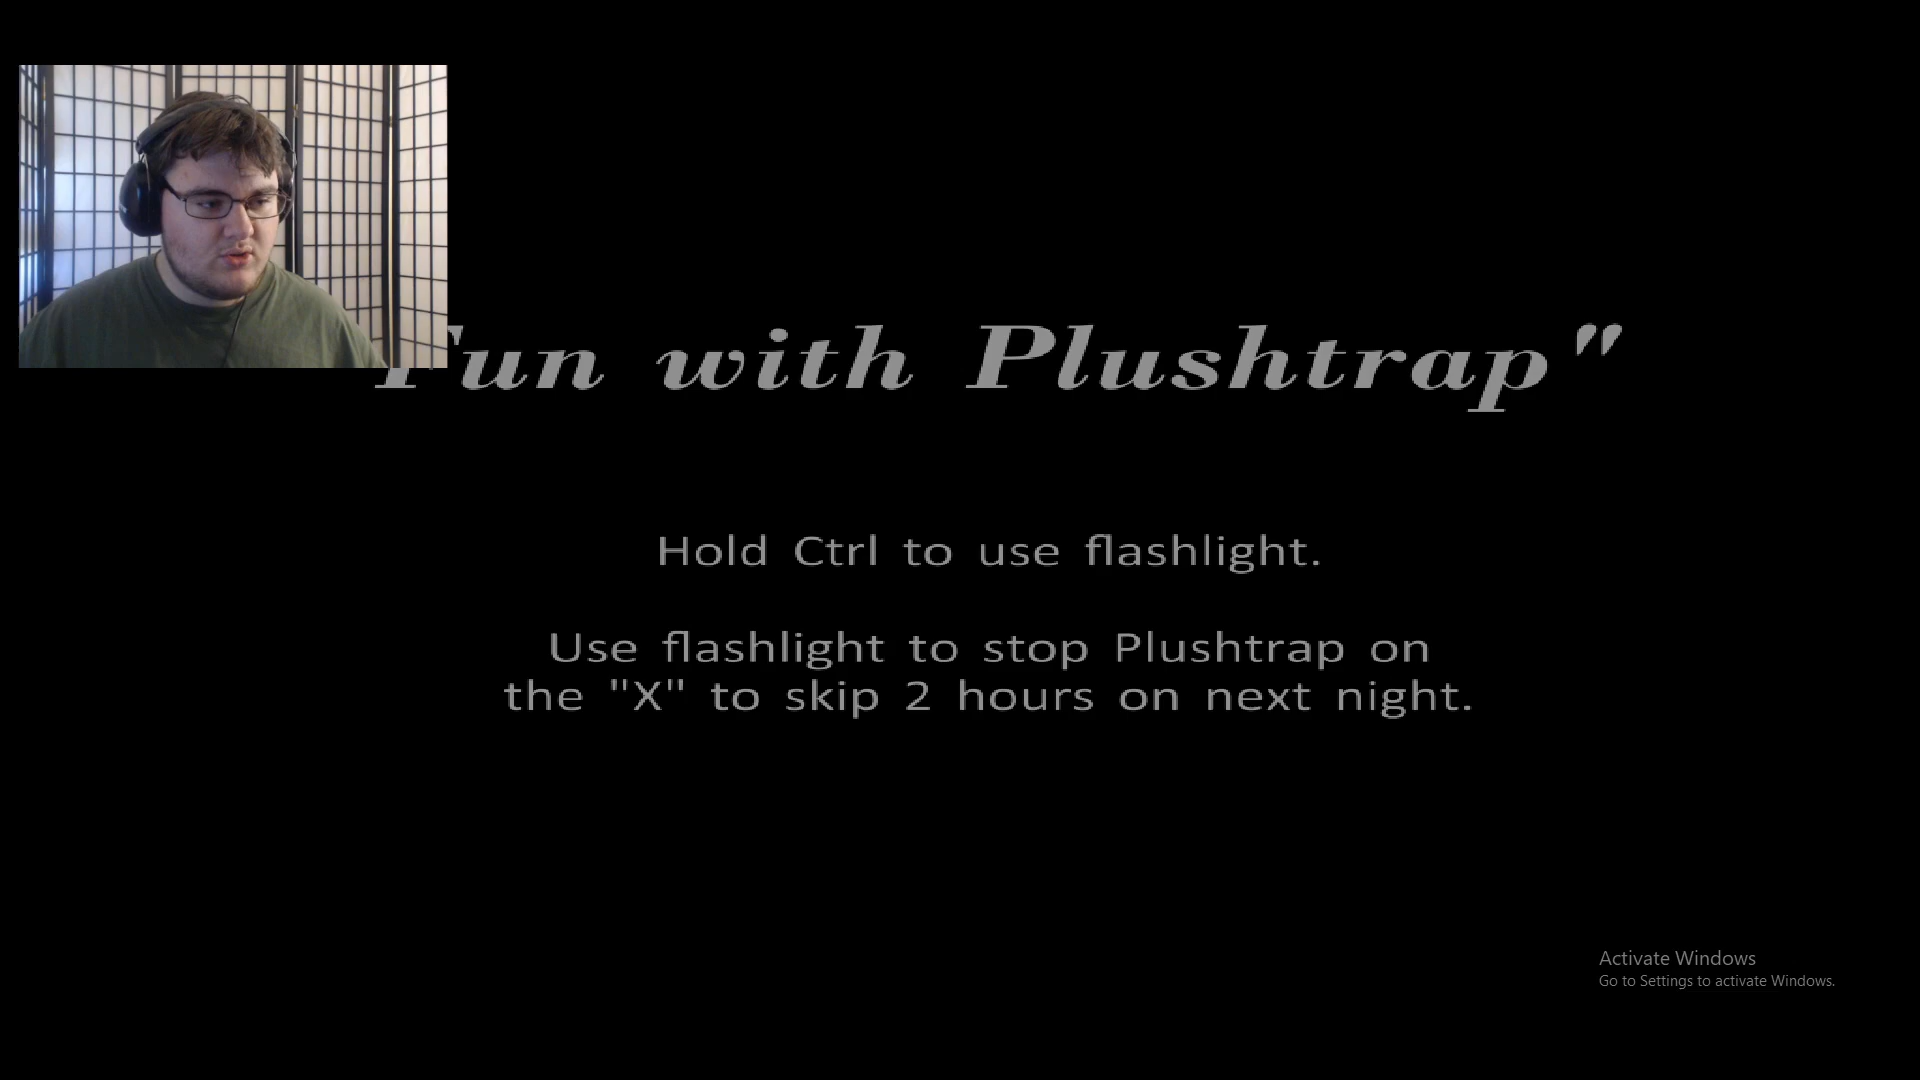 Fun with Plushtrap"
Hold Ctrl to use flashlight.
Use flashlight to stop Plushtrap on
the "X" to skip 2 hours on next night.
Activate Windows
Go to Settings to activate Windows.